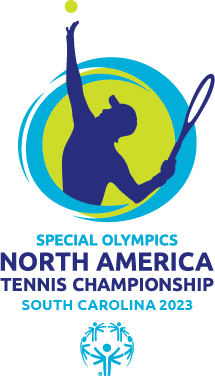 SPECIAL OLYMPICS
NORTH AMERICA
TENNIS CHAMPIONSHIP
SOUTH CAROLINA 2023